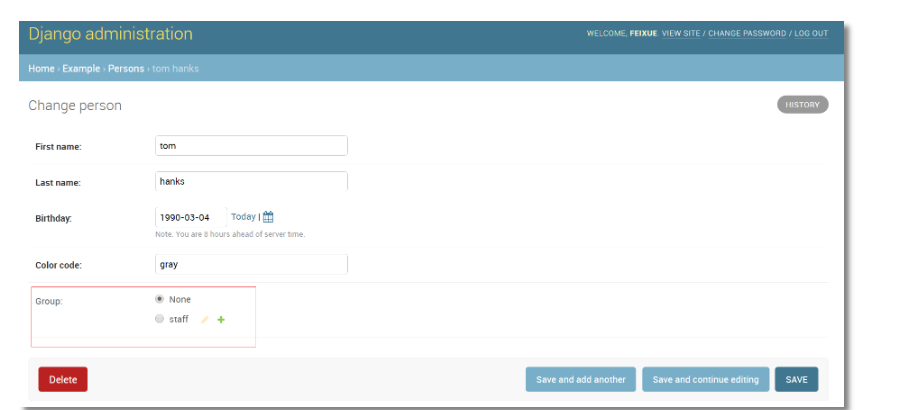 Django administration
WELCOME, FEIXUE. VIEW SITE / CHANGE PASSWORD / LOG OUT
Home › Example › Persons › tom hanks
Change person
HISTORY
First name: tom
Last name: hanks
Birthday: 1990-03-04 Today |
Note: You are 8 hours ahead of server time.
Color code: gray
Group: None
staff
Delete Save and add another Save and continue editing SAVE